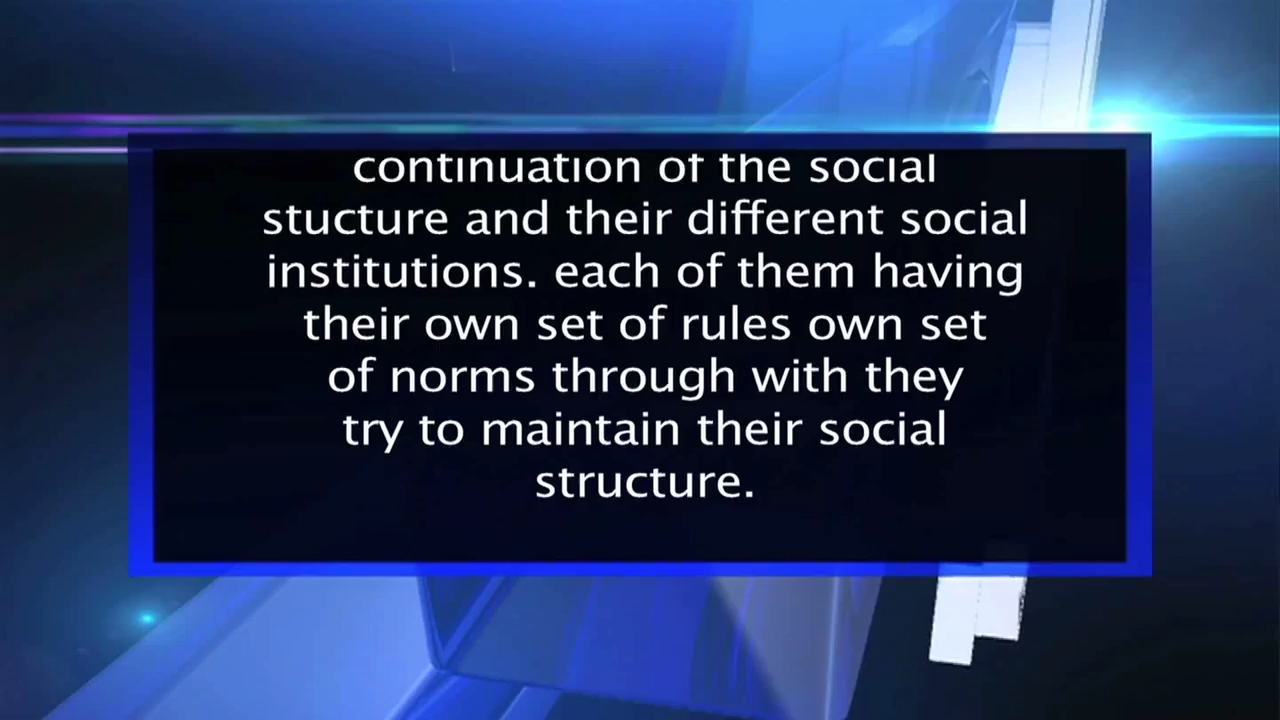 continuation of the social
stucture and their different social
institutions. each of them having
their own set of rules own set
of norms through with they
try to maintain their social
structure.